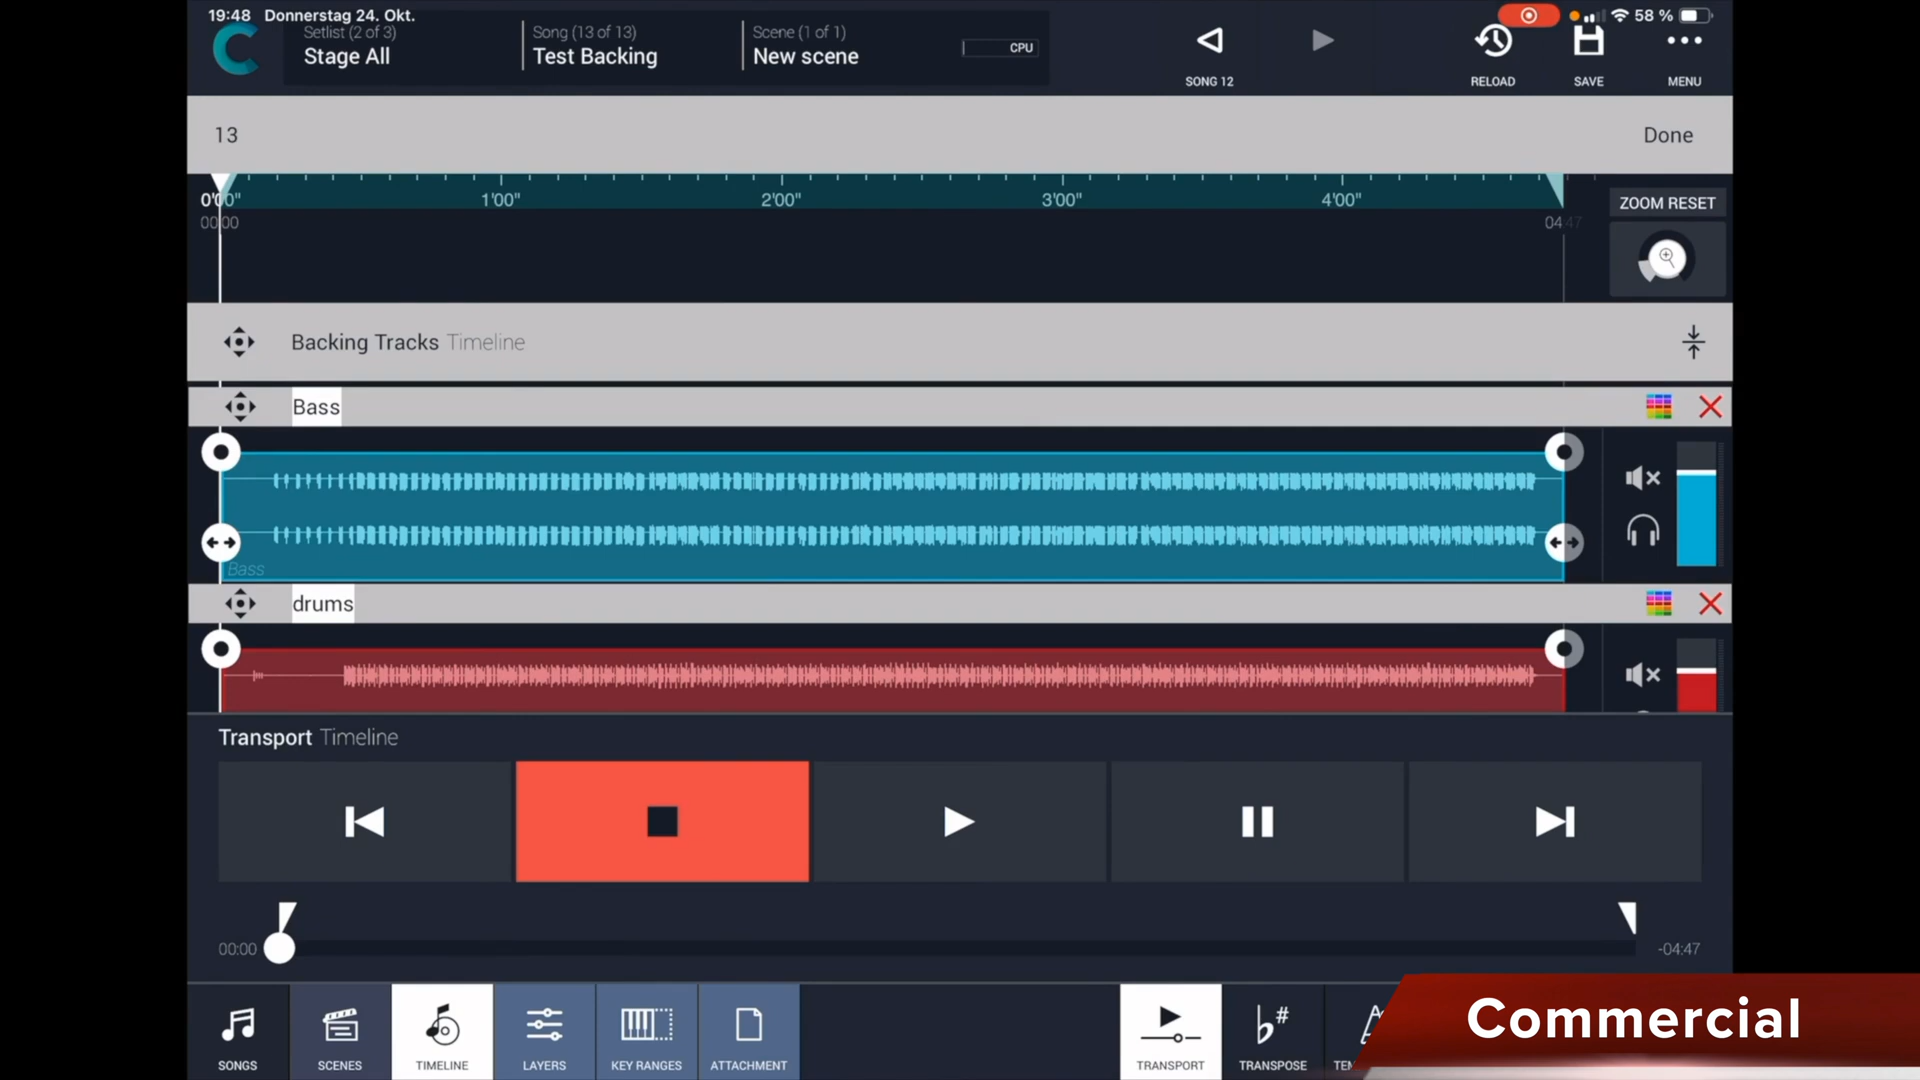 19:48 Donnerstag 24. Okt.
58 %
Setlist (2 of 3)
Stage All
Song (13 of 13)
Test Backing
Scene (1 of 1)
New scene
CPU
SONG 12
RELOAD
SAVE
MENU
13
Done
0'00" 1'00" 2'00" 3'00" 4'00"
00:00
04:47
ZOOM RESET
Backing Tracks Timeline
Bass
Bass
drums
Transport Timeline
00:00
-04:47
SONGS
SCENES
TIMELINE
LAYERS
KEY RANGES
ATTACHMENT
TRANSPORT
TRANSPOSE
Commercial